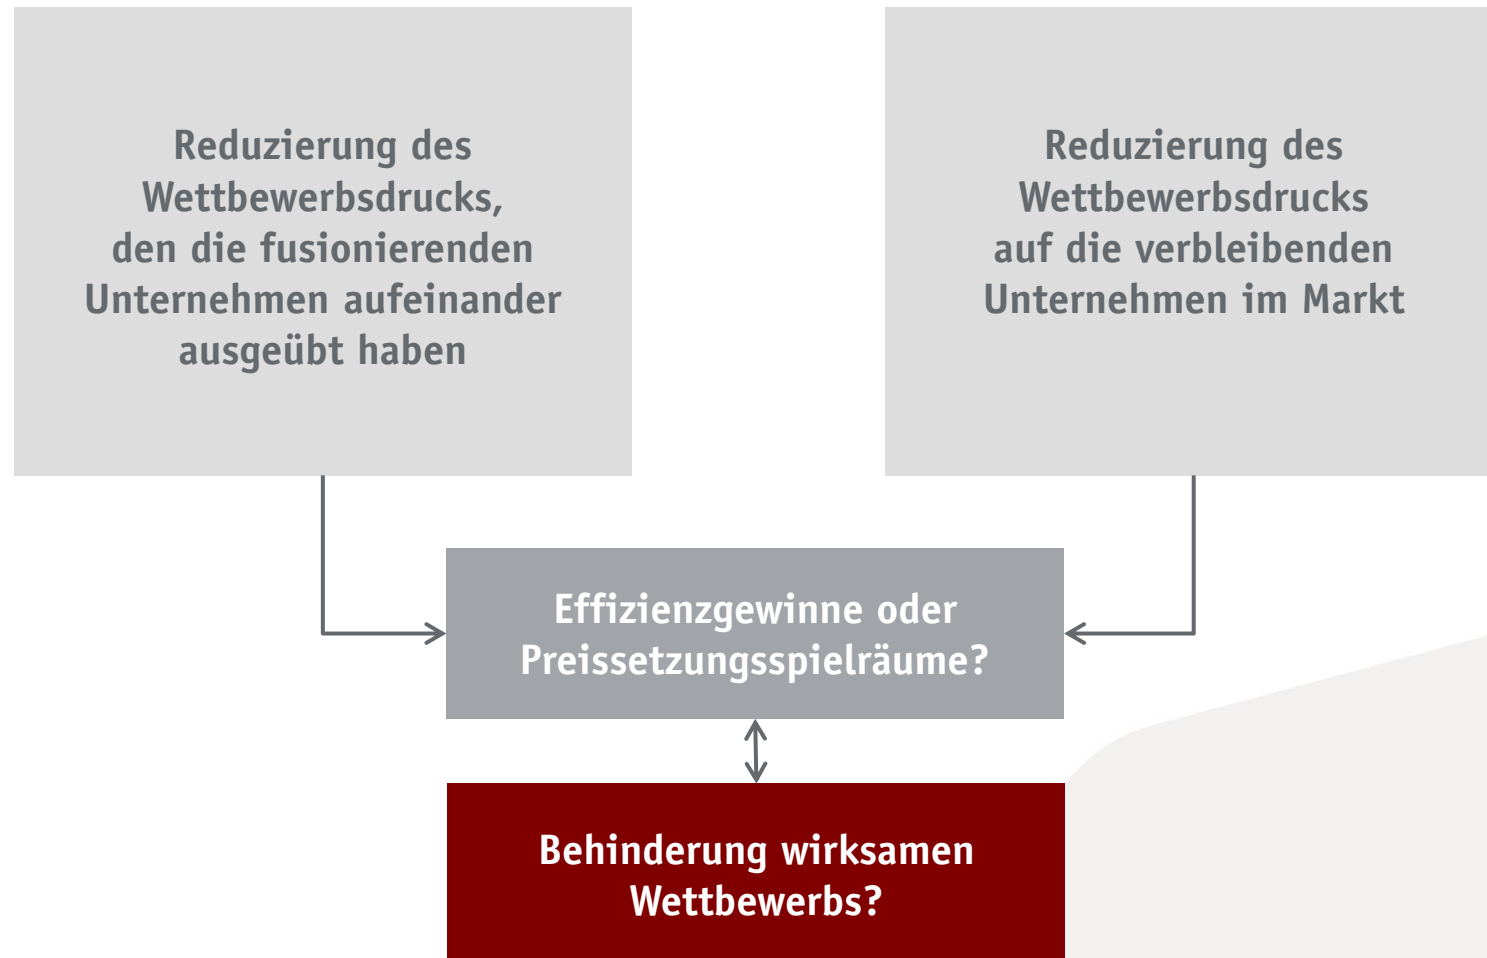 Reduzierung des
Wettbewerbsdrucks,
den die fusionierenden
Unternehmen aufeinander
ausgeübt haben
Reduzierung des
Wettbewerbsdrucks
auf die verbleibenden
Unternehmen im Markt
Effizienzgewinne oder
Preissetzungsspielräume?
Behinderung wirksamen
Wettbewerbs?